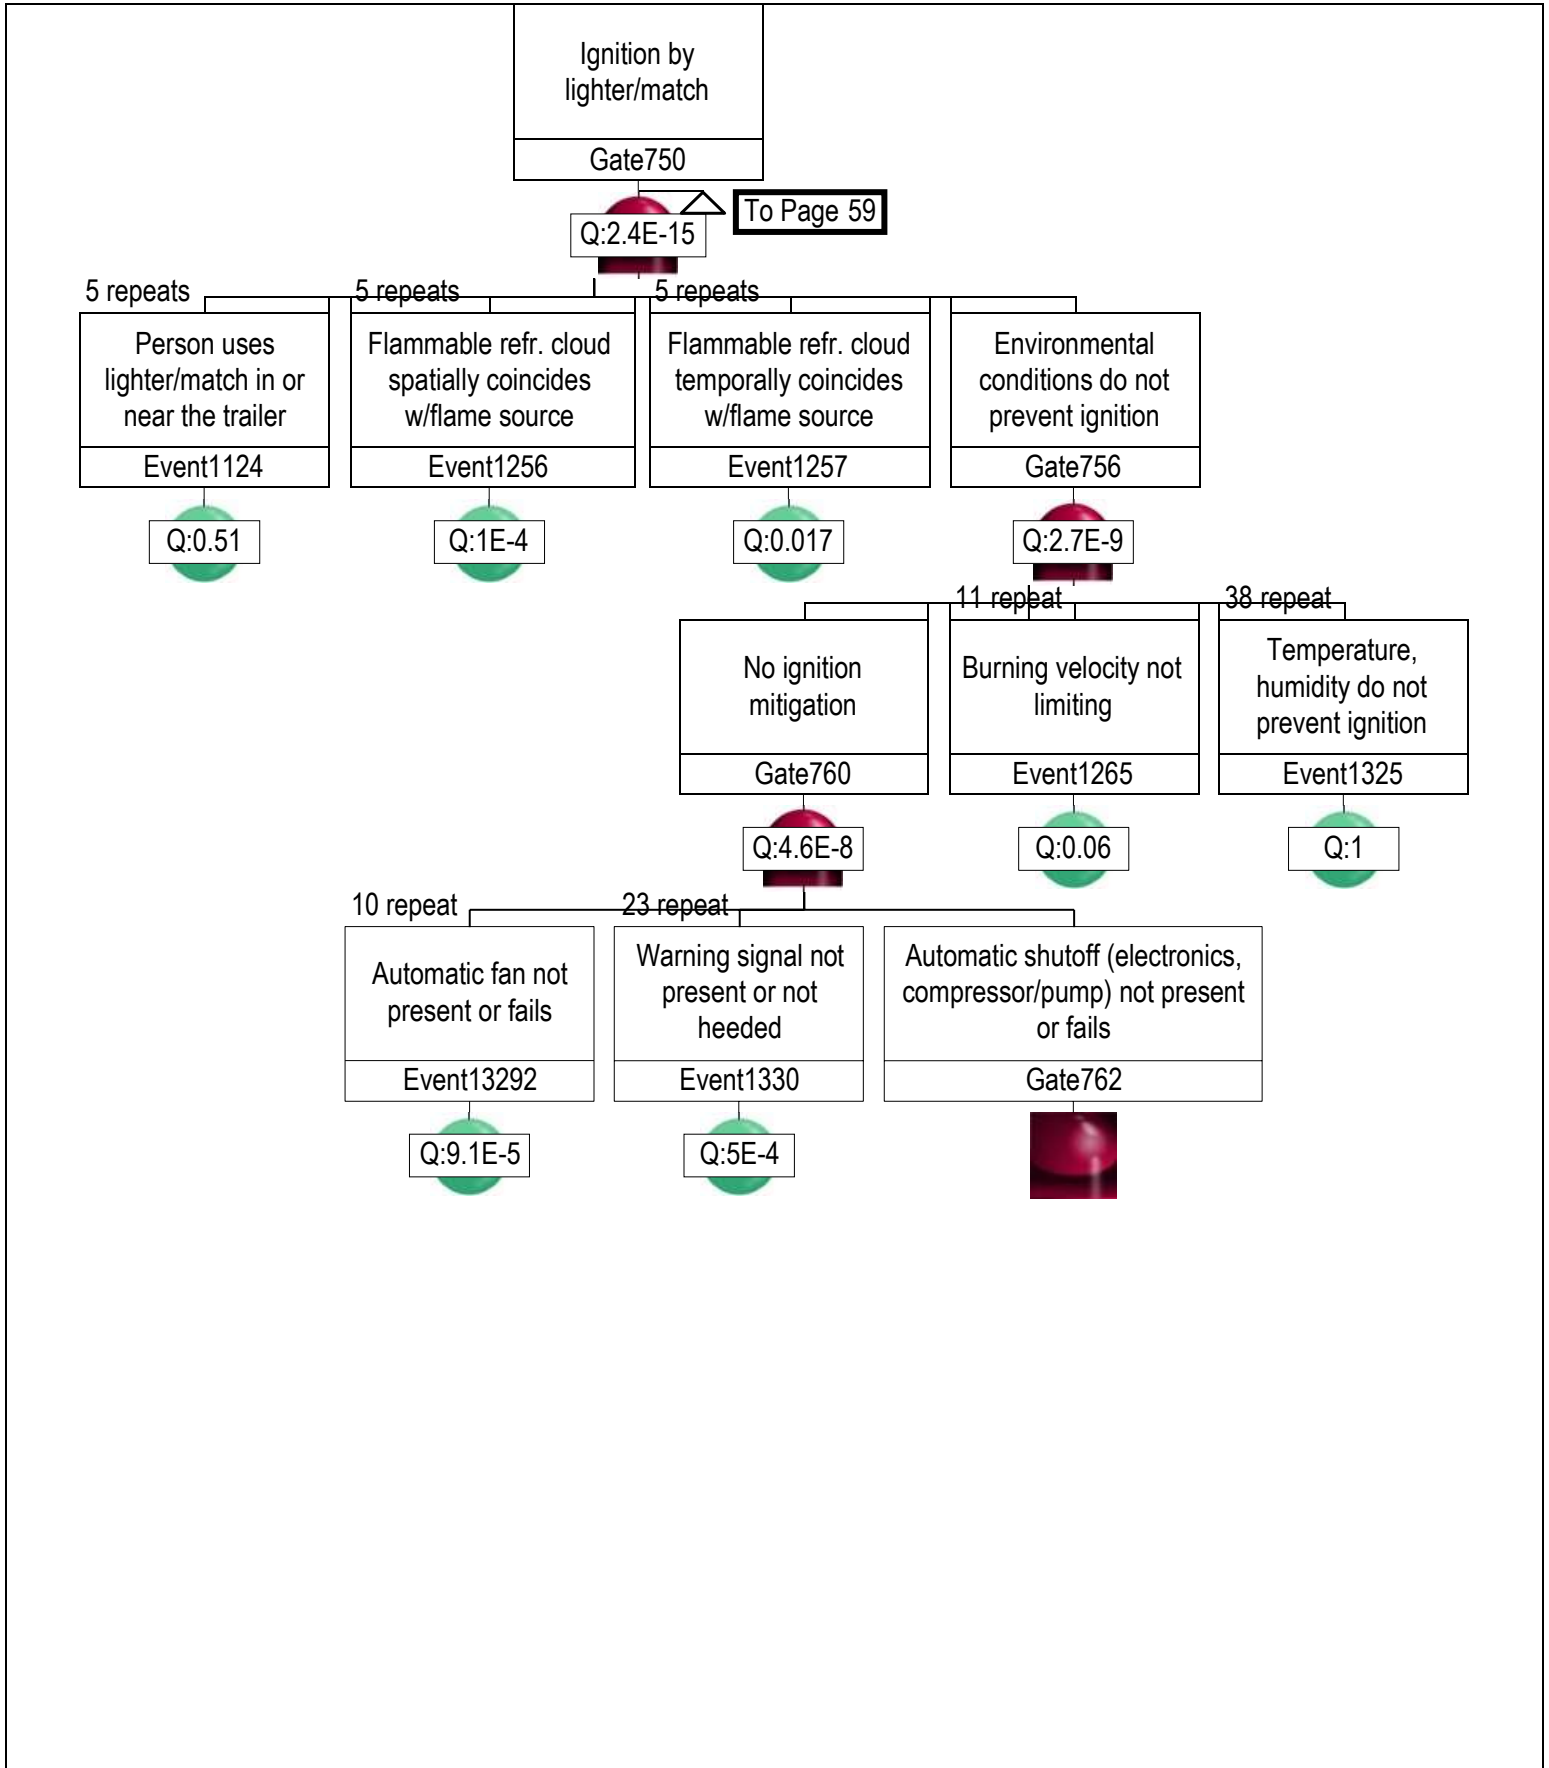 Ignition by
lighter/match
Gate750
To Page 59
Q:2.4E-15
5 repeats
5 repeats
5 repeats
Person uses
lighter/match in or
near the trailer
Event1124
Q:0.51
Flammable refr. cloud
spatially coincides
w/flame source
Event1256
Q:1E-4
Flammable refr. cloud
temporally coincides
w/flame source
Event1257
Q:0.017
Environmental
conditions do not
prevent ignition
Gate756
Q:2.7E-9
11 repeat
38 repeat
No ignition
mitigation
Gate760
Q:4.6E-8
Burning velocity not
limiting
Event1265
Q:0.06
Temperature,
humidity do not
prevent ignition
Event1325
Q:1
10 repeat
23 repeat
Automatic fan not
present or fails
Event13292
Q:9.1E-5
Warning signal not
present or not
heeded
Event1330
Q:5E-4
Automatic shutoff (electronics,
compressor/pump) not present
or fails
Gate762